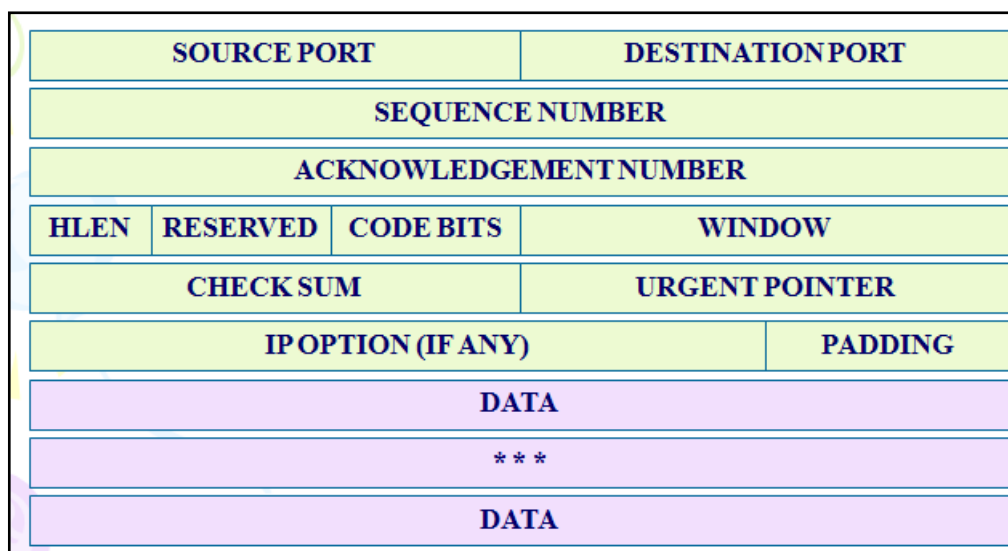 SOURCE PORT DESTINATION PORT
SEQUENCE NUMBER
ACKNOWLEDGEMENT NUMBER
HLEN RESERVED CODE BITS WINDOW
CHECK SUM URGENT POINTER
IP OPTION (IF ANY) PADDING
DATA
* * *
DATA